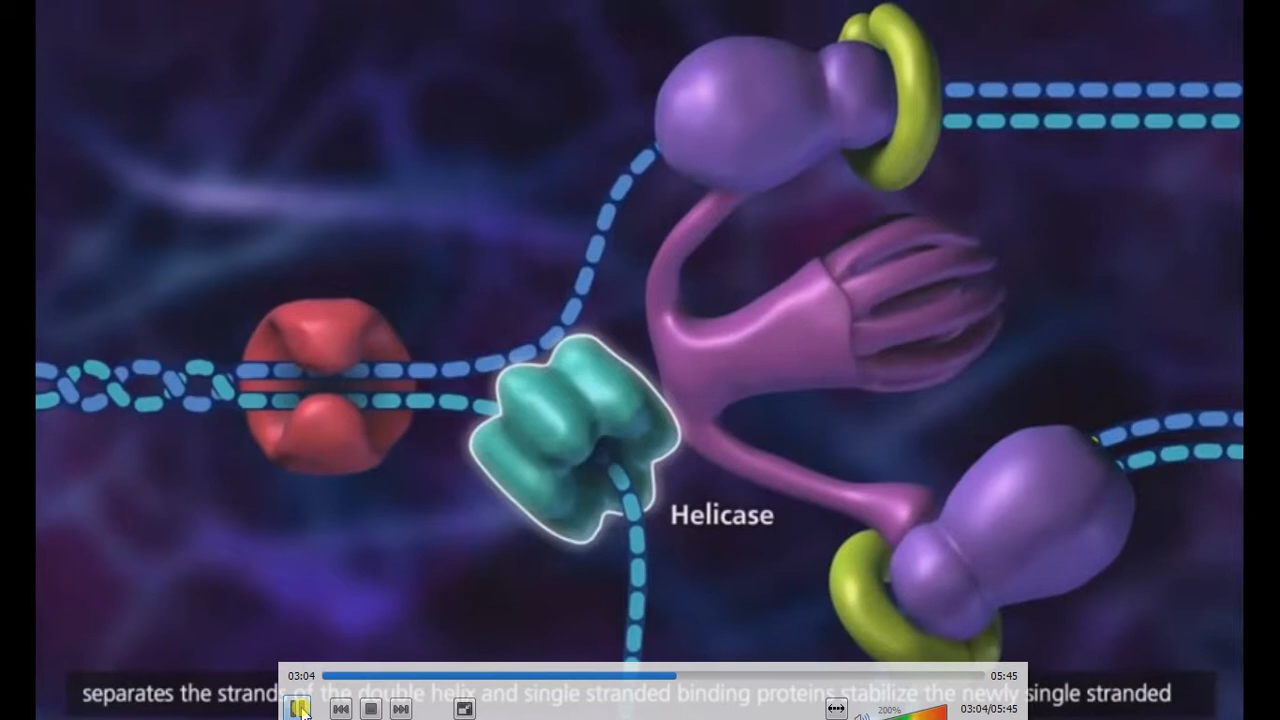 Helicase
03:04
05:45
separates the strands of the double helix and single stranded binding proteins stabilize the newly single stranded
200%
03:04/05:45